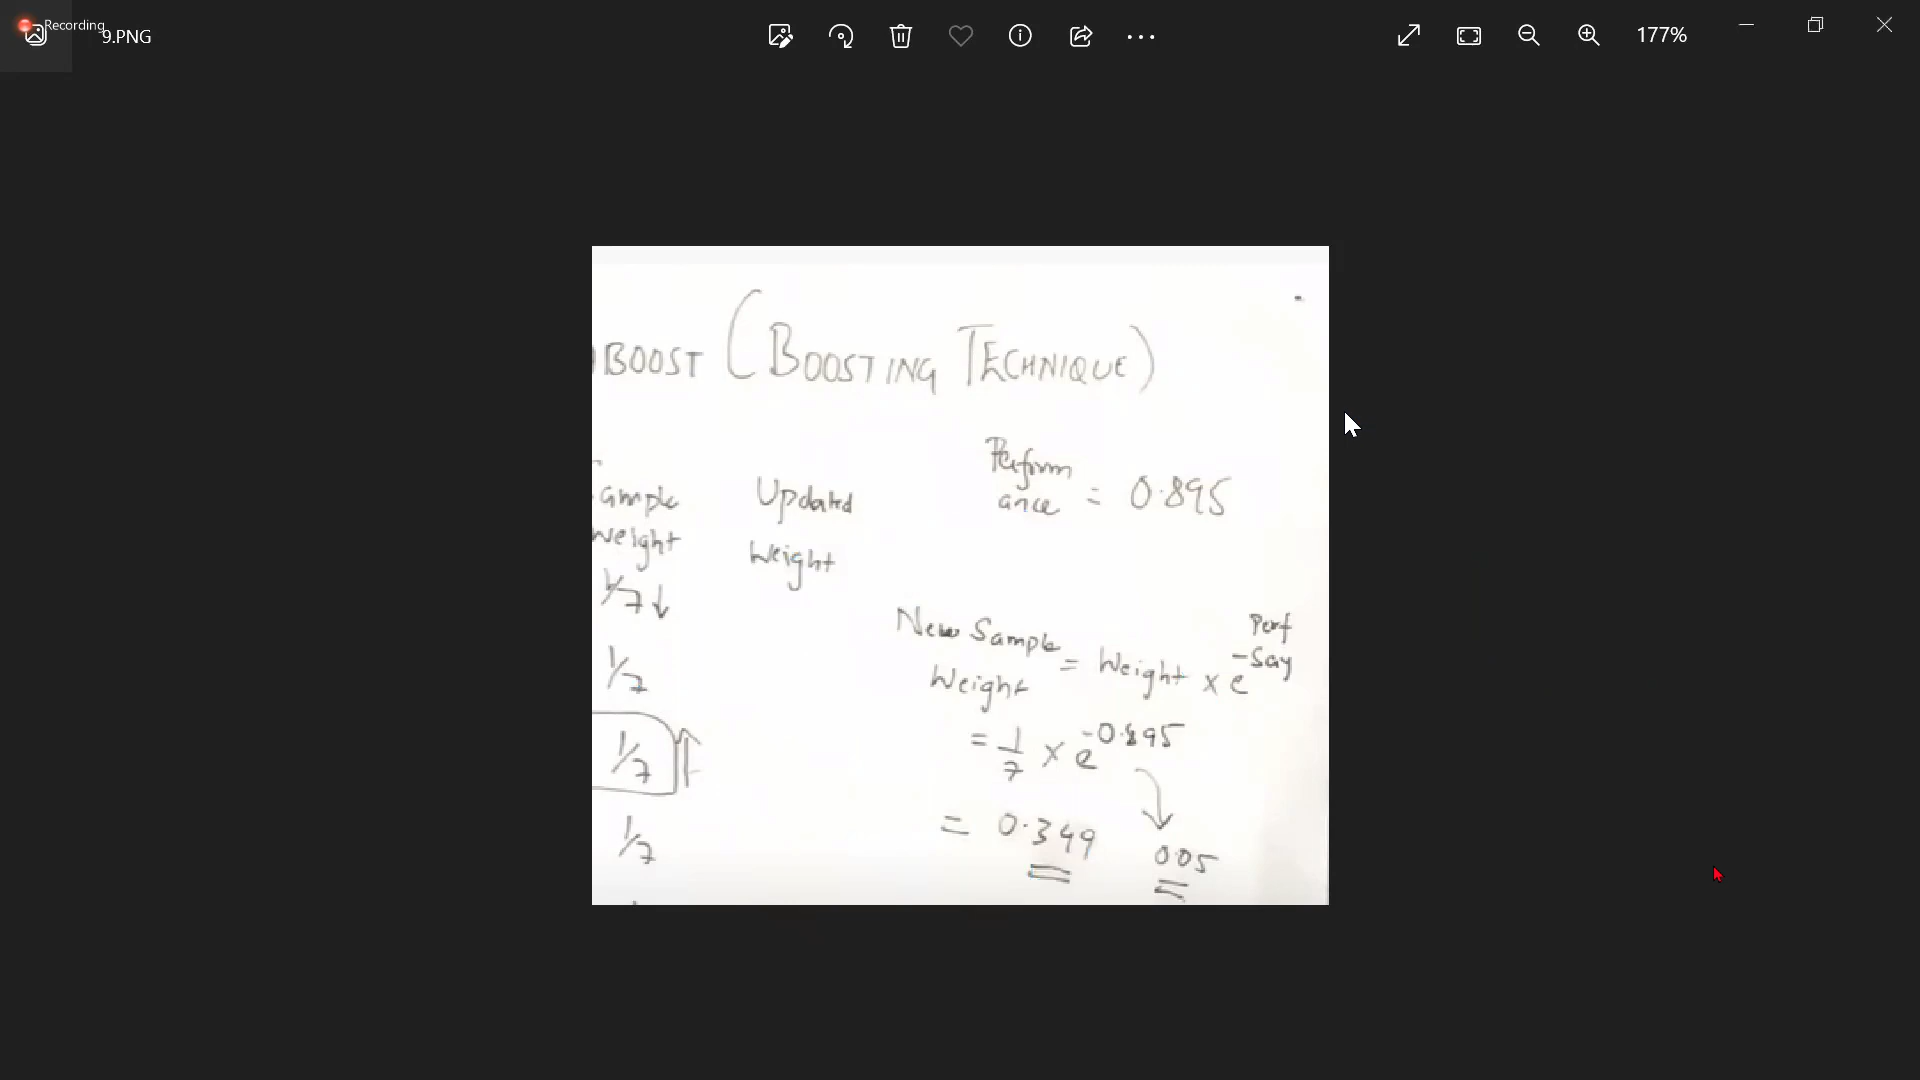 Recording
9.PNG
177%
BOOST (BOOSTING TECHNIQUE)
Perform
ance = 0.895
ample
Weight
Updated
Weight
1/7 ↓
1/7
1/7 ↑
1/7
New Sample
Weight = Weight x e
Perf
-Say
= 1/7 x e -0.895
= 0.349
0.05